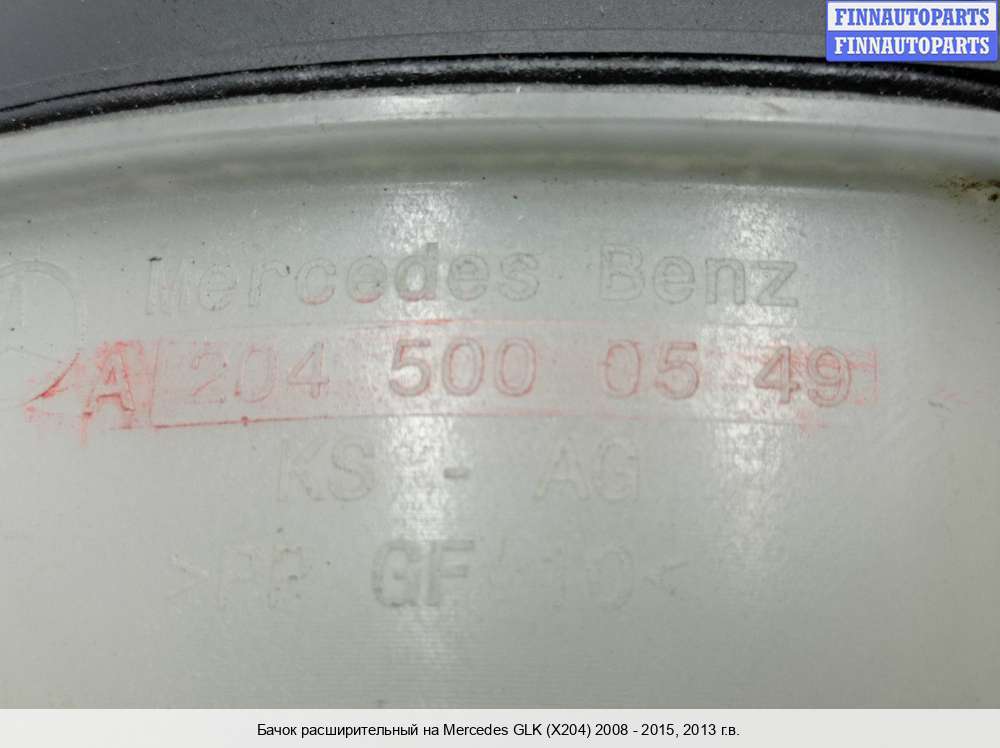 FINNAUTOPARTS
FINNAUTOPARTS
Mercedes Benz
A 204 500 05 49
KS - AG
>PP GF 10<
Бачок расширительный на Mercedes GLK (X204) 2008 - 2015, 2013 г.в.